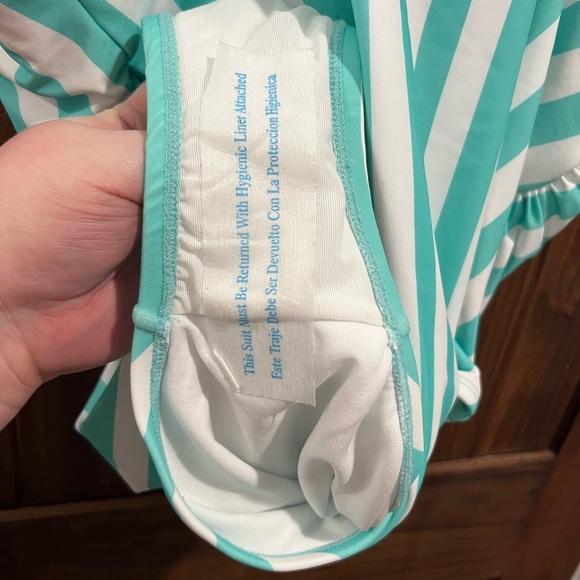 This Suit Must Be Returned With Hygienic Liner Attached
Este Traje Debe Ser Devuelto Con La Proteccion Higienica